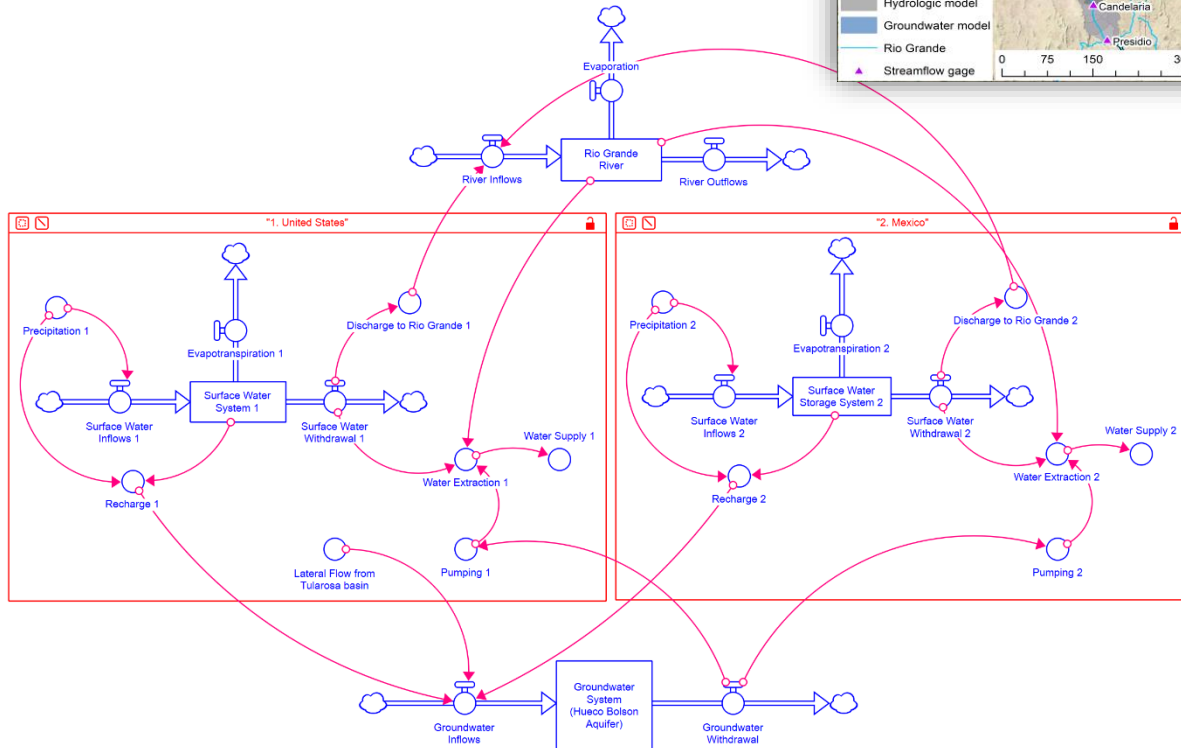 Hydrologic model
Groundwater model
Rio Grande
Streamflow gage
Candelaria
Presidio
0 75 150
Evaporation
Rio Grande
River
River Inflows
River Outflows
"1. United States"
Precipitation 1
Evapotranspiration 1
Discharge to Rio Grande 1
Surface Water
System 1
Surface Water
Inflows 1
Surface Water
Withdrawal 1
Water Supply 1
Water Extraction 1
Recharge 1
Lateral Flow from
Tularosa basin
Pumping 1
"2. Mexico"
Precipitation 2
Evapotranspiration 2
Discharge to Rio Grande 2
Surface Water
Storage System 2
Surface Water
Inflows 2
Surface Water
Withdrawal 2
Water Supply 2
Water Extraction 2
Recharge 2
Pumping 2
Groundwater
System
(Hueco Bolson
Aquifer)
Groundwater
Inflows
Groundwater
Withdrawal